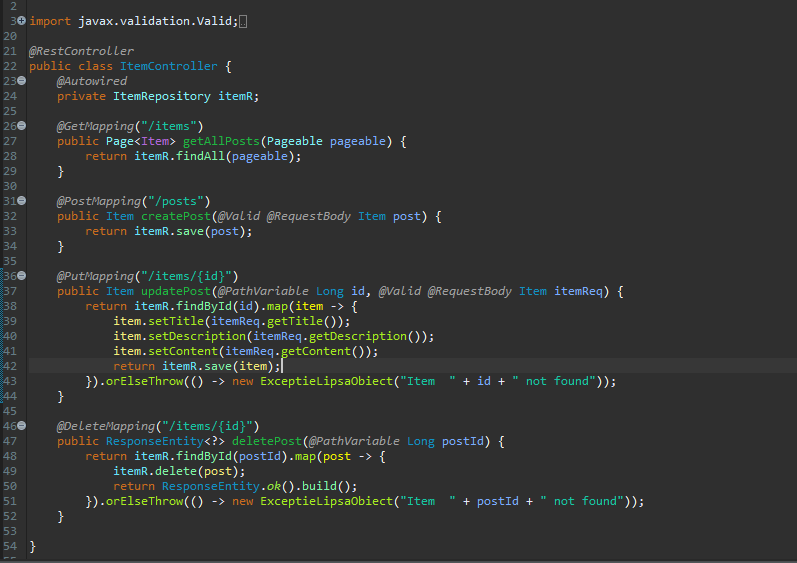 2
3 import javax.validation.Valid;
20
21 @RestController
22 public class ItemController {
23 @Autowired
24 private ItemRepository itemR;
25
26 @GetMapping("/items")
27 public Page<Item> getAllPosts(Pageable pageable) {
28 return itemR.findAll(pageable);
29 }
30
31 @PostMapping("/posts")
32 public Item createPost(@Valid @RequestBody Item post) {
33 return itemR.save(post);
34 }
35
36 @PutMapping("/items/{id}")
37 public Item updatePost(@PathVariable Long id, @Valid @RequestBody Item itemReq) {
38 return itemR.findById(id).map(item -> {
39 item.setTitle(itemReq.getTitle());
40 item.setDescription(itemReq.getDescription());
41 item.setContent(itemReq.getContent());
42 return itemR.save(item);
43 }).orElseThrow(() -> new ExceptieLipsaObiect("Item  " + id + " not found"));
44 }
45
46 @DeleteMapping("/items/{id}")
47 public ResponseEntity<?> deletePost(@PathVariable Long postId) {
48 return itemR.findById(postId).map(post -> {
49 itemR.delete(post);
50 return ResponseEntity.ok().build();
51 }).orElseThrow(() -> new ExceptieLipsaObiect("Item  " + postId + " not found"));
52 }
53
54 }